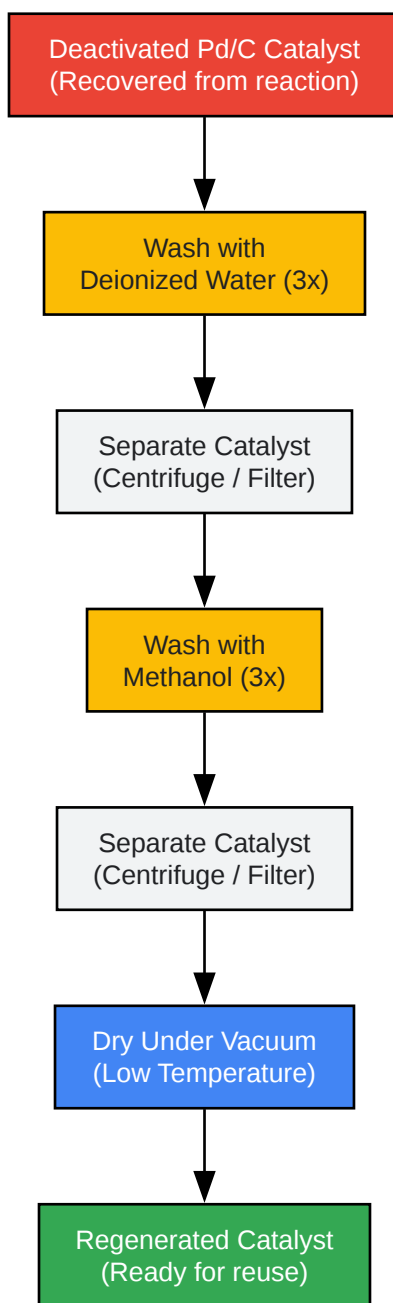 Deactivated Pd/C Catalyst
(Recovered from reaction)
Wash with
Deionized Water (3x)
Separate Catalyst
(Centrifuge / Filter)
Wash with
Methanol (3x)
Separate Catalyst
(Centrifuge / Filter)
Dry Under Vacuum
(Low Temperature)
Regenerated Catalyst
(Ready for reuse)